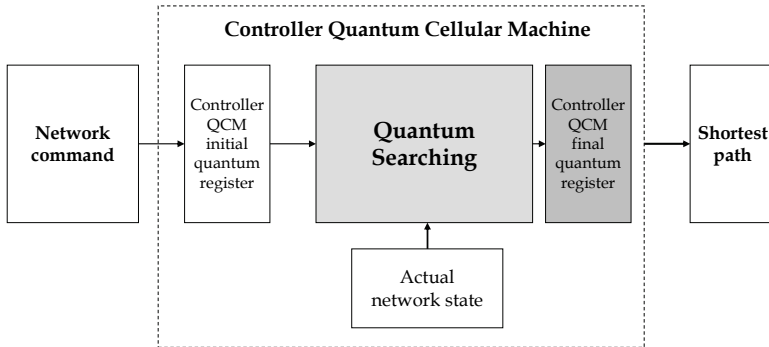 Controller Quantum Cellular Machine
Network
command
Controller
QCM
initial
quantum
register
Quantum
Searching
Controller
QCM
final
quantum
register
Shortest
path
Actual
network state